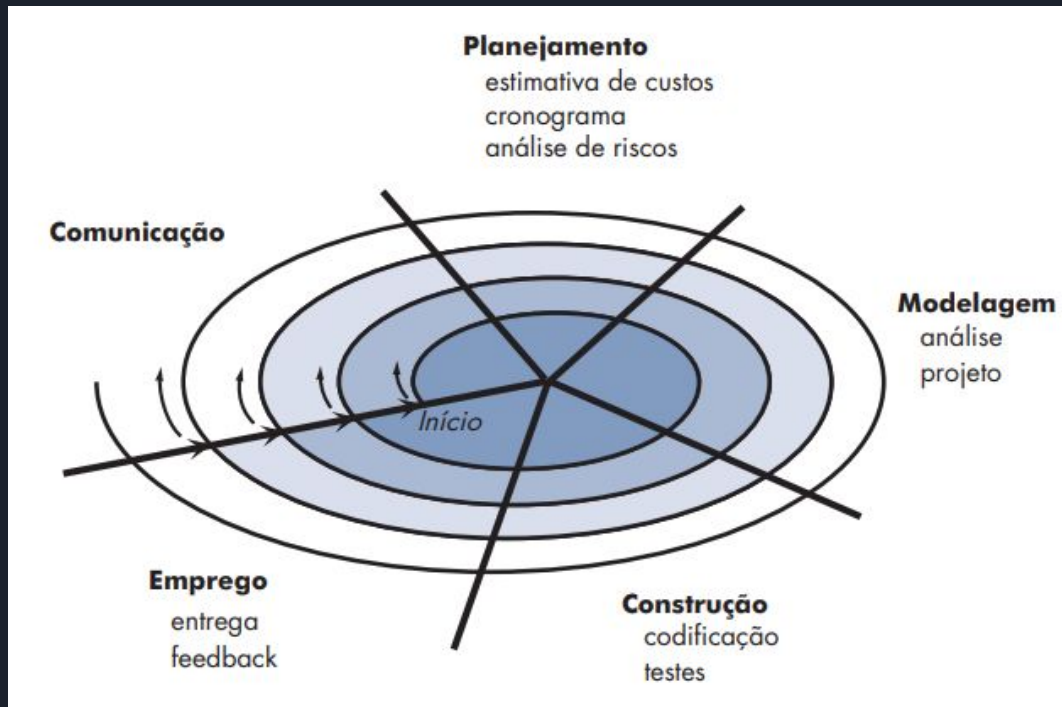 Planejamento
estimativa de custos
cronograma
análise de riscos
Comunicação
Modelagem
análise
projeto
Início
Emprego
entrega
feedback
Construção
codificação
testes